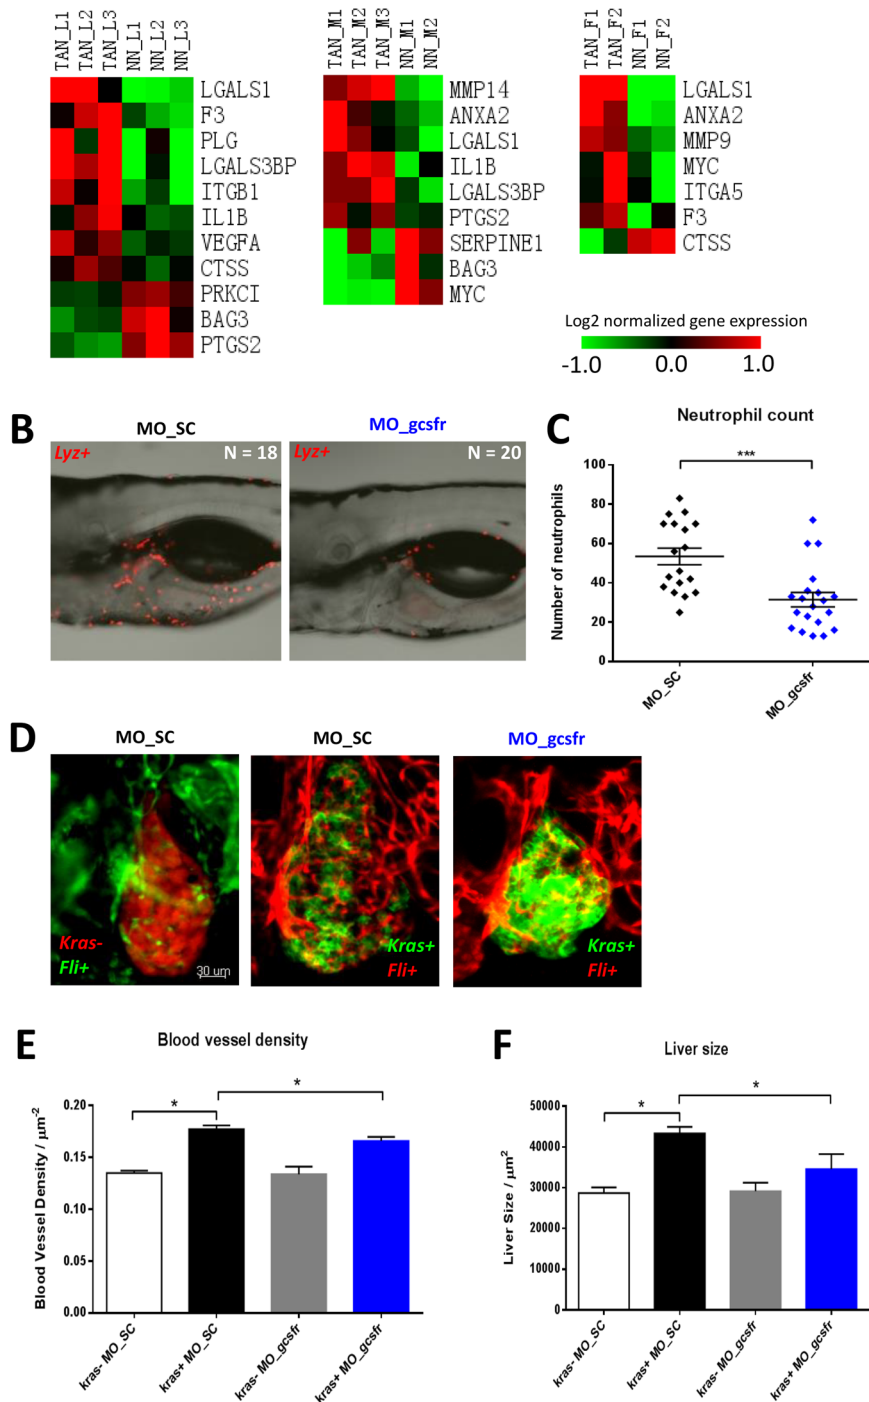 TAN_L1 TAN_L2 TAN_L3 NN_L1 NN_L2 NN_L3
LGALS1
F3
PLG
LGALS3BP
ITGB1
IL1B
VEGFA
CTSS
PRKCI
BAG3
PTGS2
TAN_M1 TAN_M2 TAN_M3 NN_M1 NN_M2
MMP14
ANXA2
LGALS1
IL1B
LGALS3BP
PTGS2
SERPINE1
BAG3
MYC
TAN_F1 TAN_F2 NN_F1 NN_F2
LGALS1
ANXA2
MMP9
MYC
ITGA5
F3
CTSS
Log2 normalized gene expression
-1.0 0.0 1.0
B
MO_SC
Lyz+ N = 18
MO_gcsfr
Lyz+ N = 20
C
Neutrophil count
***
Number of neutrophils
100
80
60
40
20
0
MO_SC
MO_gcsfr
D
MO_SC
Kras-
Fli+
30 um
MO_SC
Kras+
Fli+
MO_gcsfr
Kras+
Fli+
E
Blood vessel density
*
*
Blood Vessel Density / μm-2
0.20
0.15
0.10
0.05
0.00
kras- MO_SC
kras+ MO_SC
kras- MO_gcsfr
kras+ MO_gcsfr
F
Liver size
*
*
Liver Size / μm2
50000
40000
30000
20000
10000
0
kras- MO_SC
kras+ MO_SC
kras- MO_gcsfr
kras+ MO_gcsfr